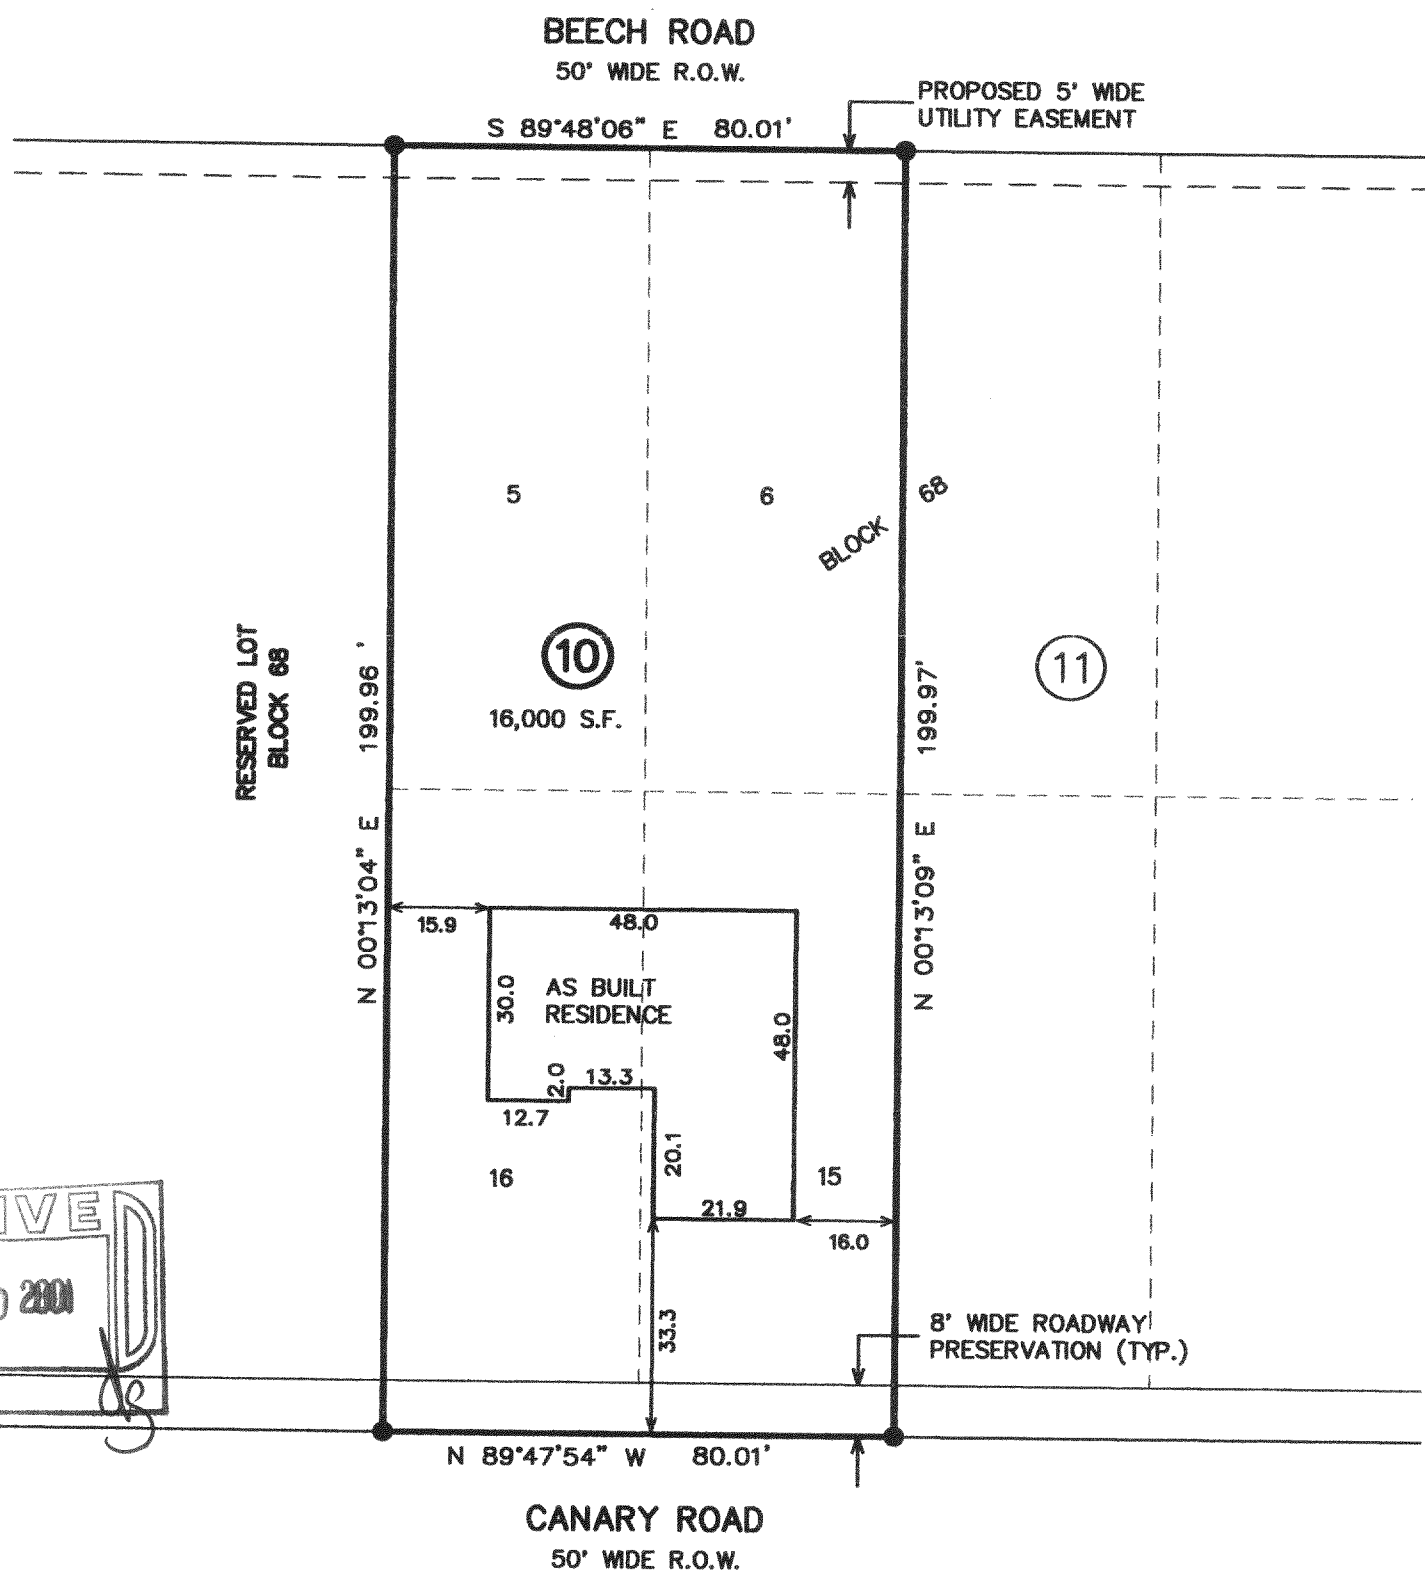 BEECH ROAD
50' WIDE R.O.W.
PROPOSED 5' WIDE
UTILITY EASEMENT
S 89°48'06" E 80.01'
5
6
BLOCK 68
RESERVED LOT
BLOCK 68
N 00°13'04" E 199.96 '
10
16,000 S.F.
N 00°13'09" E 199.97'
11
15.9
48.0
30.0
AS BUILT
RESIDENCE
48.0
2.0
13.3
12.7
20.1
16
15
21.9
16.0
33.3
8' WIDE ROADWAY
PRESERVATION (TYP.)
IVED
2001
N 89°47'54" W 80.01'
CANARY ROAD
50' WIDE R.O.W.